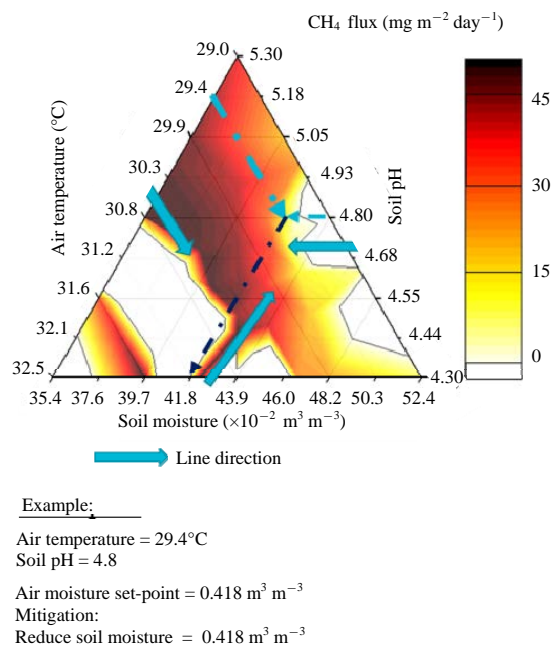 CH₄ flux (mg m⁻² day⁻¹)
29.0
5.30
29.4
5.18
29.9
5.05
30.3
4.93
30.8
4.80
31.2
4.68
31.6
4.55
32.1
4.44
32.5
4.30
Air temperature (°C)
Soil pH
45
30
15
0
35.4 37.6 39.7 41.8 43.9 46.0 48.2 50.3 52.4
Soil moisture (×10⁻² m³ m⁻³)
Line direction
Example:
Air temperature = 29.4°C
Soil pH = 4.8
Air moisture set-point = 0.418 m³ m⁻³
Mitigation:
Reduce soil moisture = 0.418 m³ m⁻³